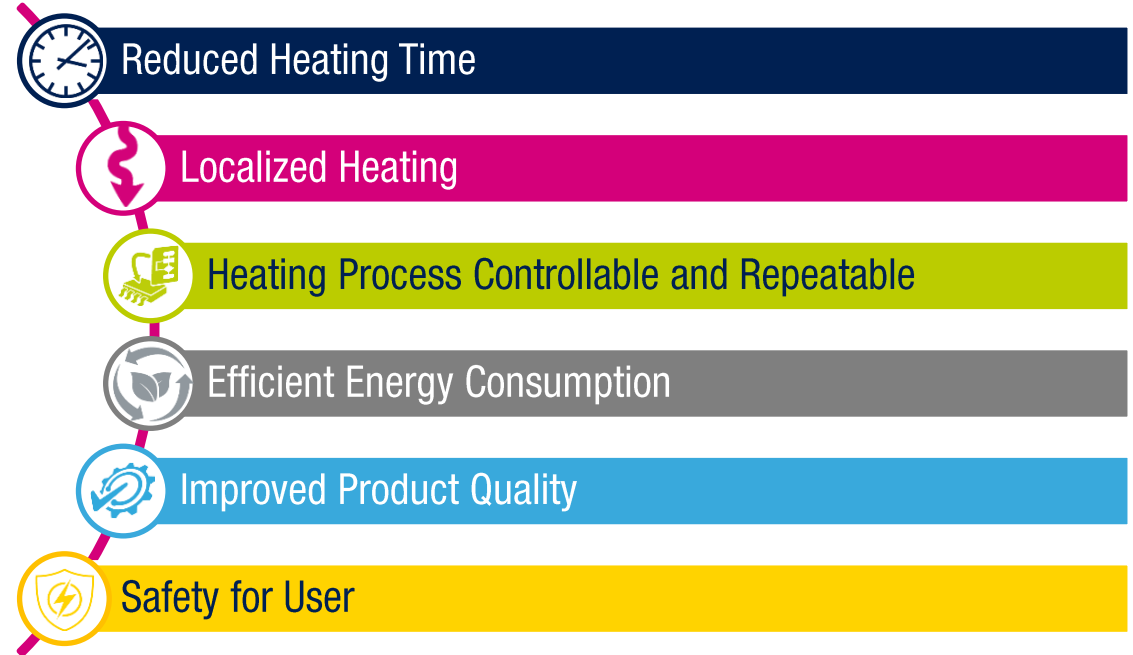 Reduced Heating Time
Localized Heating
Heating Process Controllable and Repeatable
Efficient Energy Consumption
Improved Product Quality
Safety for User